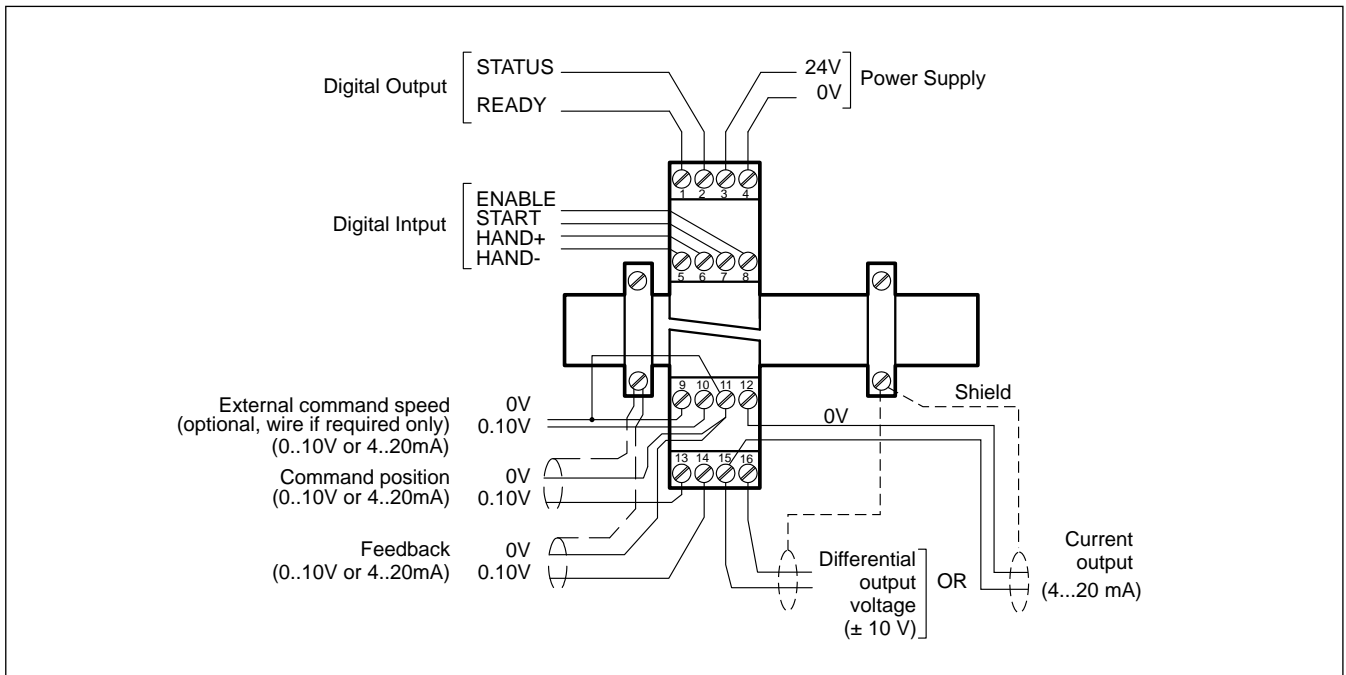 Digital Output
STATUS
READY
24V
0V
Power Supply
1 2 3 4
Digital Intput
ENABLE
START
HAND+
HAND-
5 6 7 8
9 10 11 12
External command speed
(optional, wire if required only)
(0..10V or 4..20mA)
0V
0.10V
Command position
(0..10V or 4..20mA)
0V
0.10V
Feedback
(0..10V or 4..20mA)
0V
0.10V
13 14 15 16
0V
Shield
Differential
output
voltage
(± 10 V)
OR
Current
output
(4...20 mA)